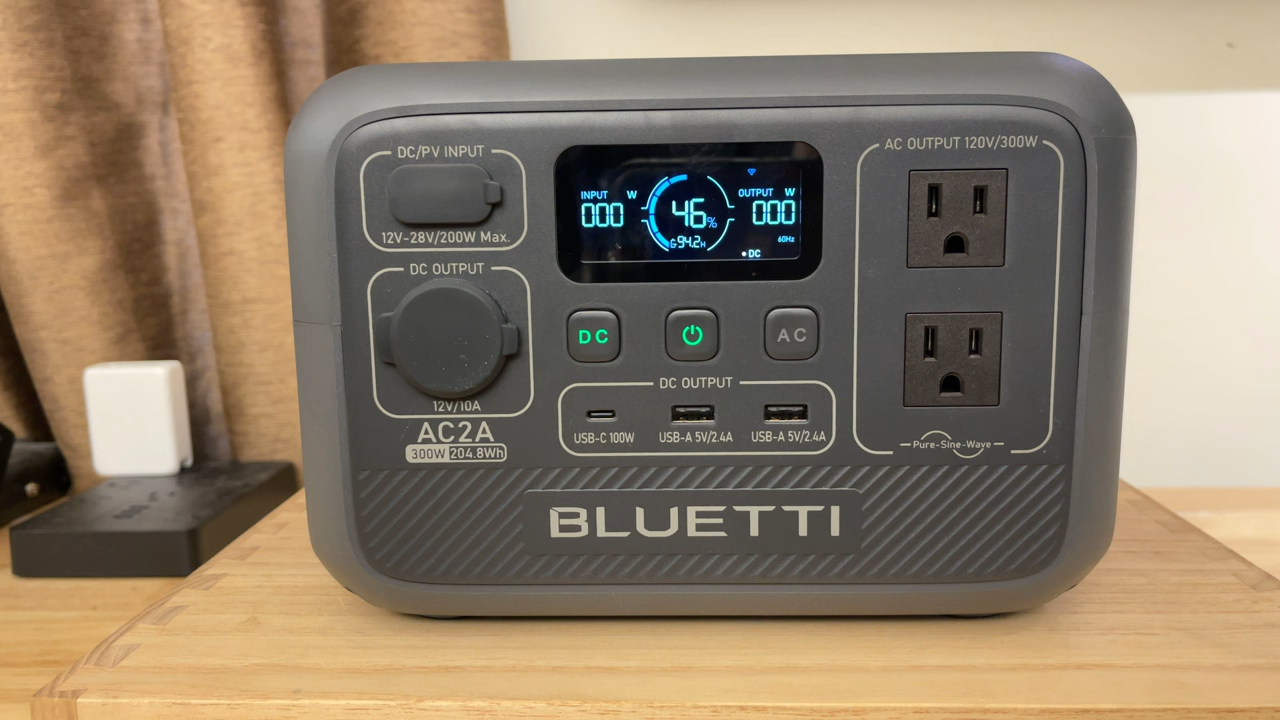 DC/PV INPUT
12V-28V/200W Max.
DC OUTPUT
12V/10A
AC2A
300W 204.8Wh
INPUT W
000
46%
94.2H
OUTPUT W
000
60Hz
DC
DC
AC
DC OUTPUT
USB-C 100W
USB-A 5V/2.4A
USB-A 5V/2.4A
AC OUTPUT 120V/300W
Pure-Sine-Wave
BLUETTI